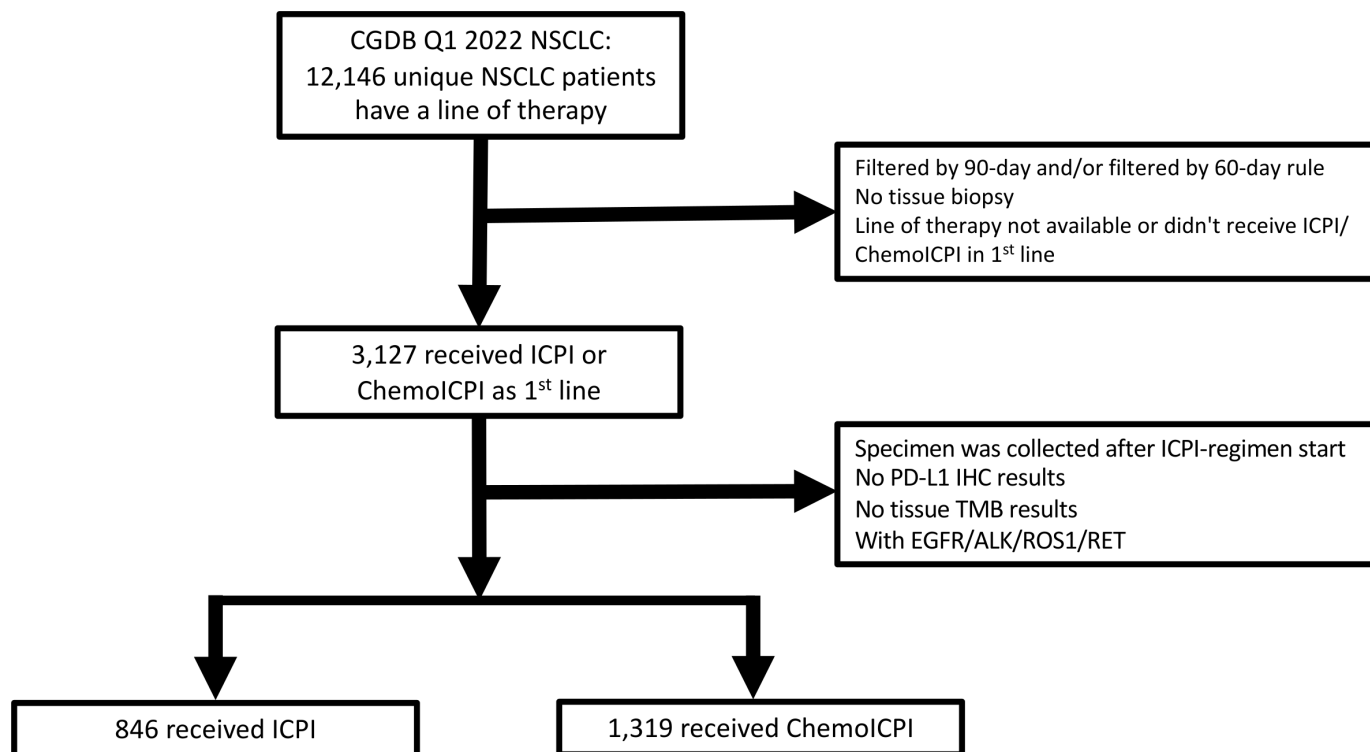 CGDB Q1 2022 NSCLC:
12,146 unique NSCLC patients
have a line of therapy
Filtered by 90-day and/or filtered by 60-day rule
No tissue biopsy
Line of therapy not available or didn't receive ICPI/
ChemoICPI in 1st line
3,127 received ICPI or
ChemoICPI as 1st line
Specimen was collected after ICPI-regimen start
No PD-L1 IHC results
No tissue TMB results
With EGFR/ALK/ROS1/RET
846 received ICPI
1,319 received ChemoICPI